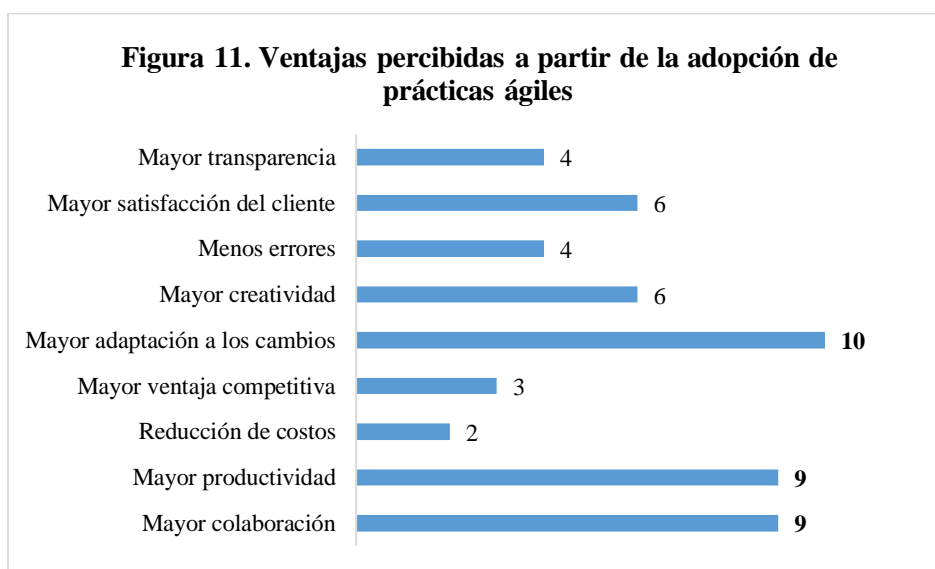 Figura 11. Ventajas percibidas a partir de la adopción de
prácticas ágiles
Mayor transparencia 4
Mayor satisfacción del cliente 6
Menos errores 4
Mayor creatividad 6
Mayor adaptación a los cambios 10
Mayor ventaja competitiva 3
Reducción de costos 2
Mayor productividad 9
Mayor colaboración 9